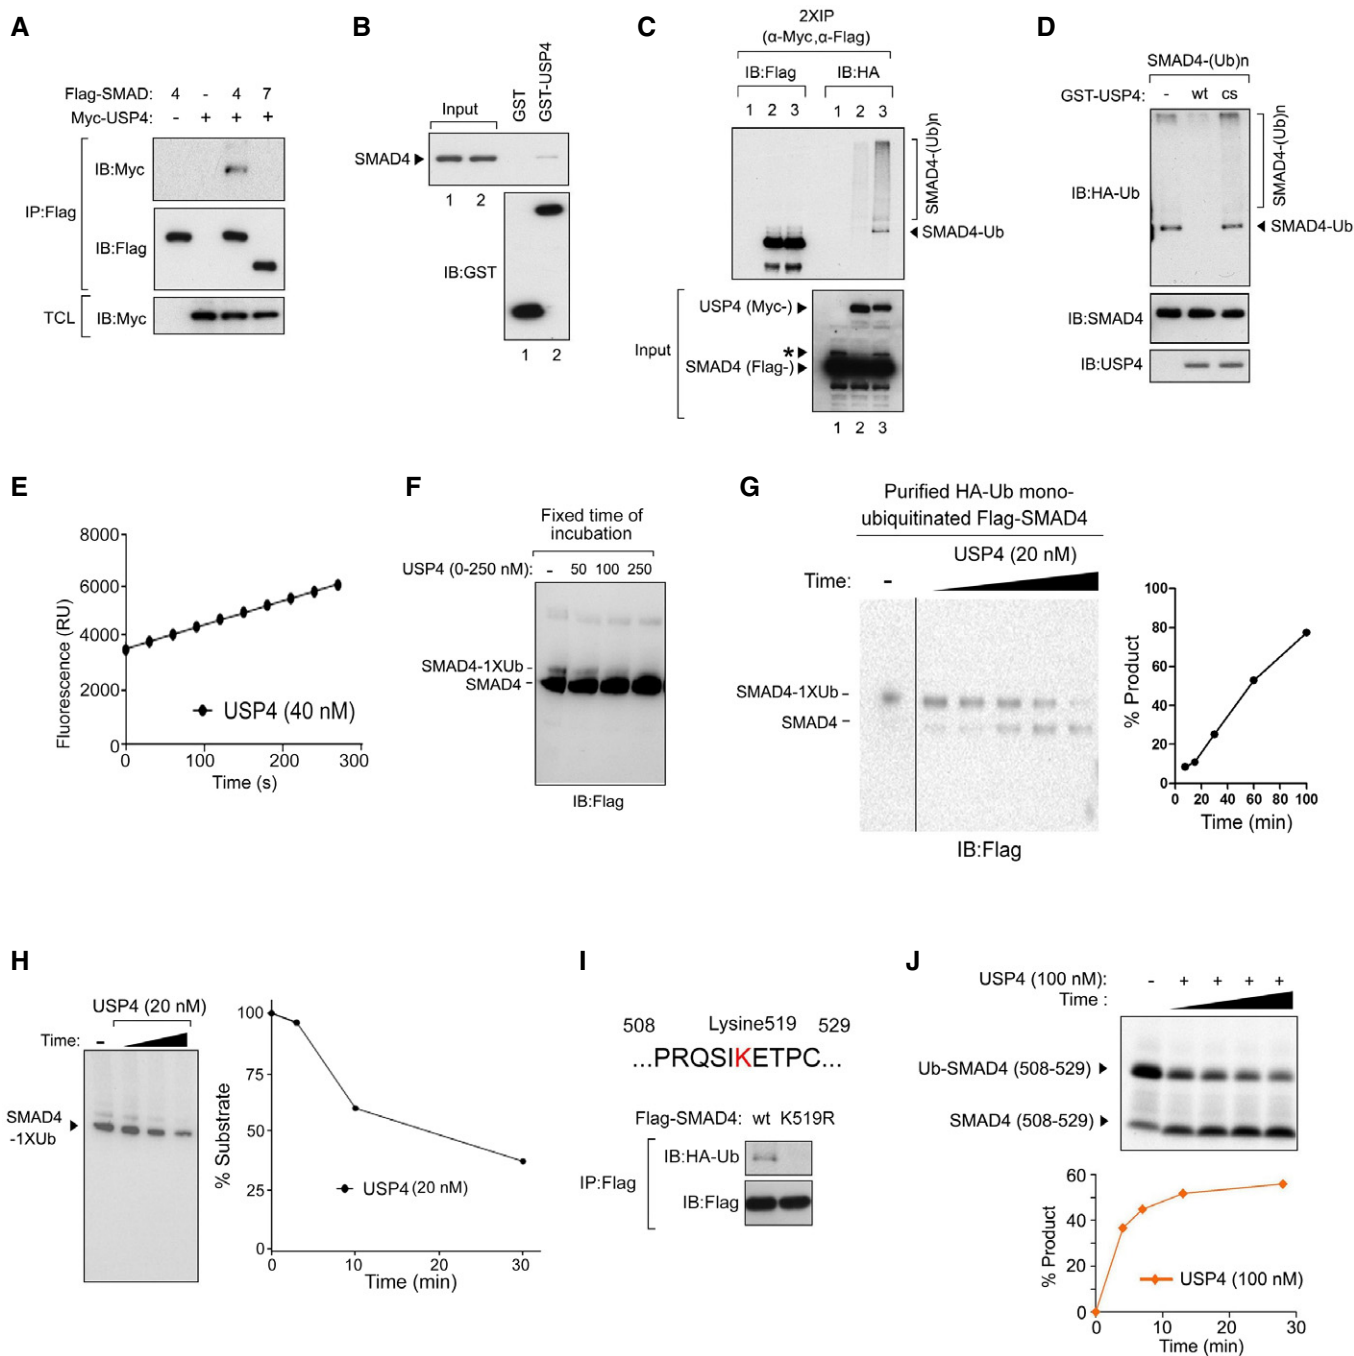 A
Flag-SMAD: 4 - 4 7
Myc-USP4: - + + +
IP:Flag
IB:Myc
IB:Flag
TCL
IB:Myc
B
Input
GST
GST-USP4
SMAD4
1 2
IB:GST
1 2
C
2XIP
(α-Myc,α-Flag)
IB:Flag IB:HA
1 2 3 1 2 3
SMAD4-(Ub)n
SMAD4-Ub
Input
USP4 (Myc-)
*
SMAD4 (Flag-)
1 2 3
D
SMAD4-(Ub)n
GST-USP4: - wt cs
IB:HA-Ub
SMAD4-(Ub)n
SMAD4-Ub
IB:SMAD4
IB:USP4
E
Fluorescence (RU)
8000
6000
4000
2000
0
USP4 (40 nM)
0 100 200 300
Time (s)
F
Fixed time of
incubation
USP4 (0-250 nM): - 50 100 250
SMAD4-1XUb -
SMAD4 -
IB:Flag
G
Purified HA-Ub mono-
ubiquitinated Flag-SMAD4
USP4 (20 nM)
Time: -
SMAD4-1XUb -
SMAD4 -
IB:Flag
% Product
100
80
60
40
20
0
0 20 40 60 80 100
Time (min)
H
USP4 (20 nM)
Time: -
SMAD4
-1XUb
% Substrate
100
75
50
25
0
USP4 (20 nM)
0 10 20 30
Time (min)
I
508 Lysine519 529
...PRQSIKETPC...
Flag-SMAD4: wt K519R
IP:Flag
IB:HA-Ub
IB:Flag
J
USP4 (100 nM): - + + + +
Time :
Ub-SMAD4 (508-529)
SMAD4 (508-529)
% Product
60
40
20
0
USP4 (100 nM)
0 10 20 30
Time (min)